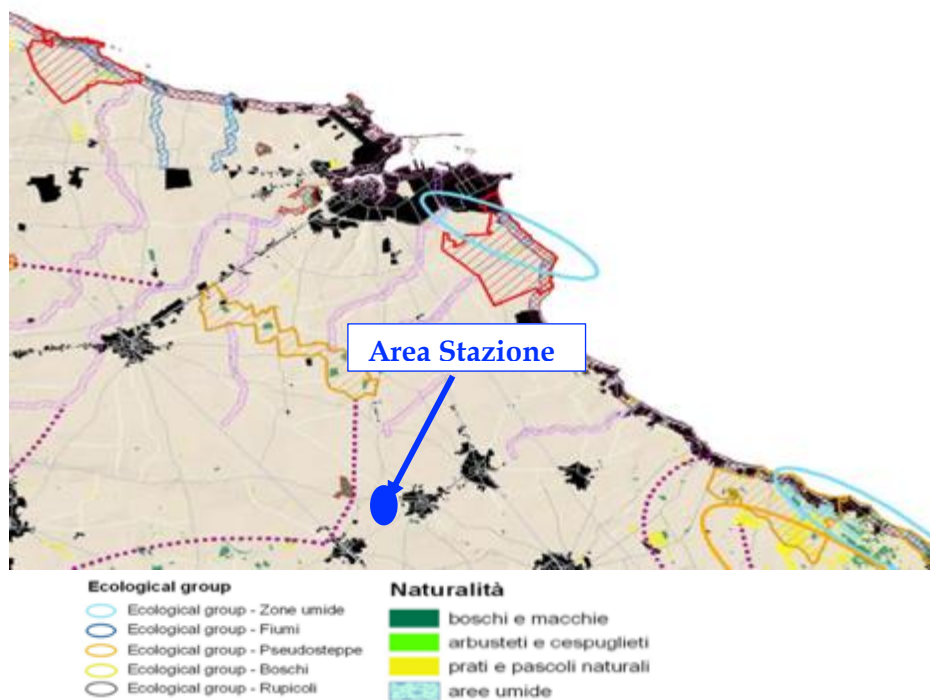 Area Stazione
Ecological group
Ecological group - Zone umide
Ecological group - Fiumi
Ecological group - Pseudosteppe
Ecological group - Boschi
Ecological group - Rupicoli
Naturalità
boschi e macchie
arbusteti e cespuglieti
prati e pascoli naturali
aree umide